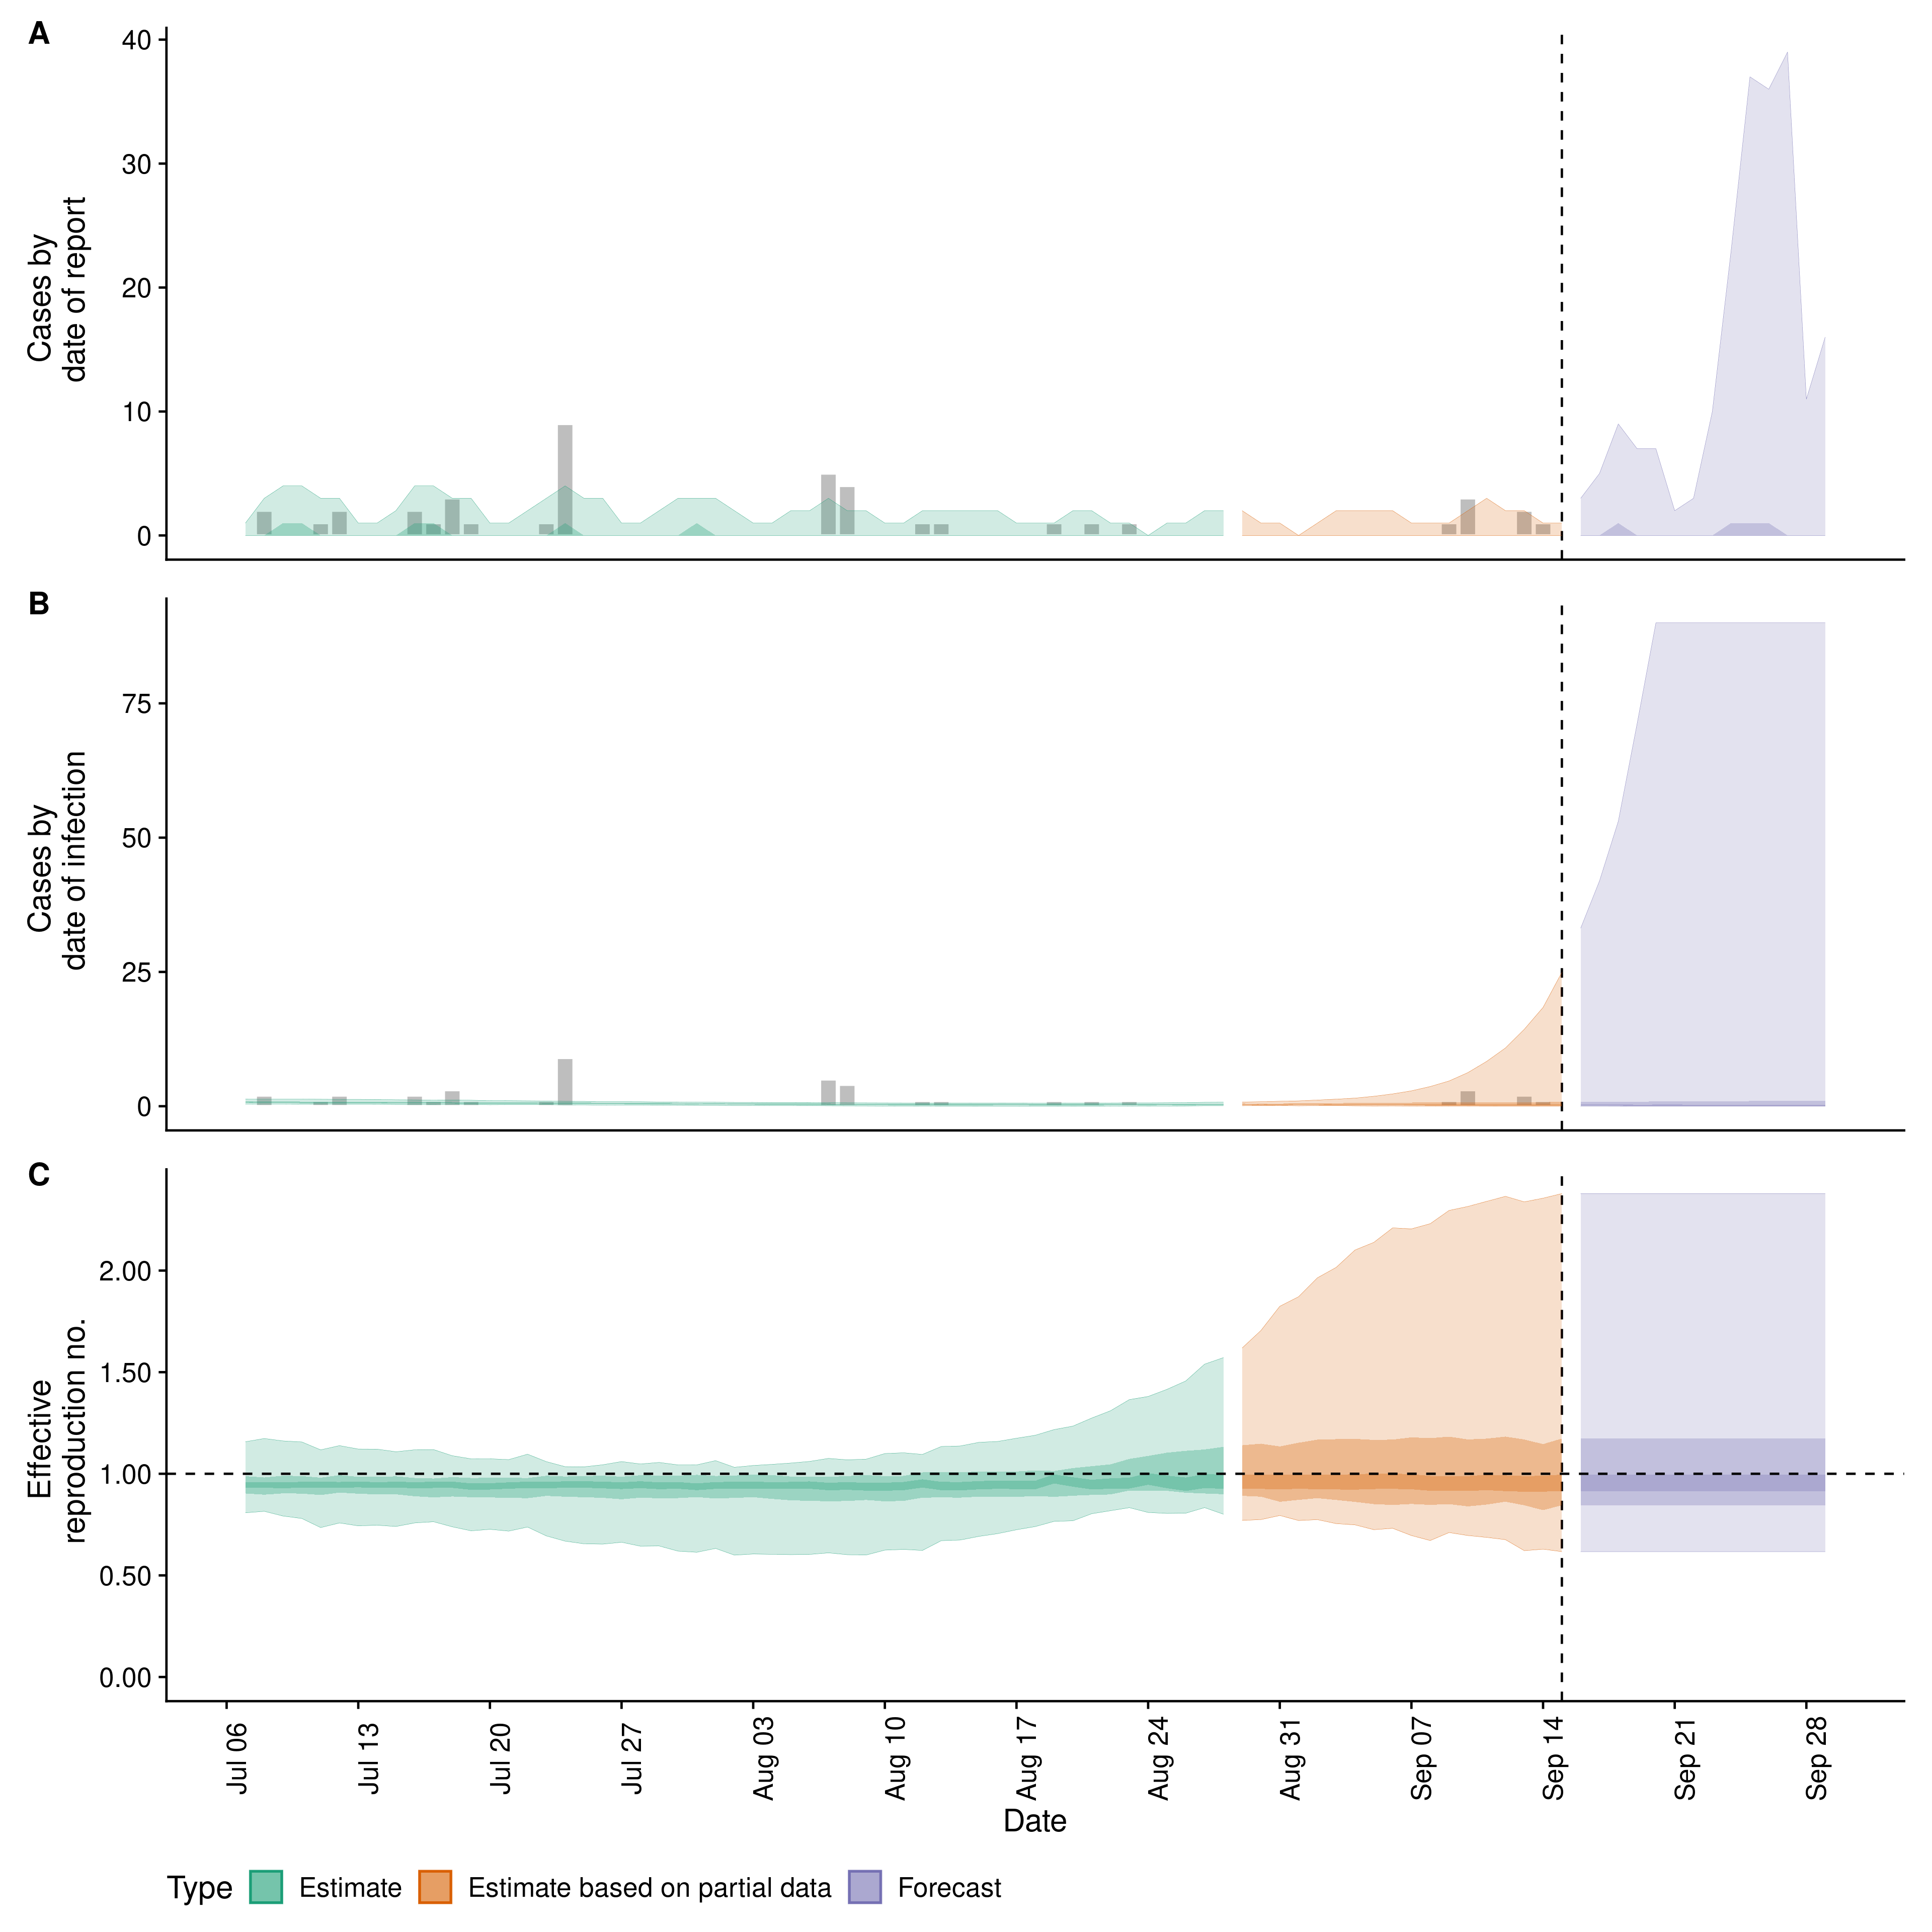 A
Cases by
date of report
40
30
20
10
0
B
Cases by
date of infection
75
50
25
0
C
Effective
reproduction no.
2.00
1.50
1.00
0.50
0.00
Jul 06
Jul 13
Jul 20
Jul 27
Aug 03
Aug 10
Aug 17
Aug 24
Aug 31
Sep 07
Sep 14
Sep 21
Sep 28
Date
Type Estimate Estimate based on partial data Forecast